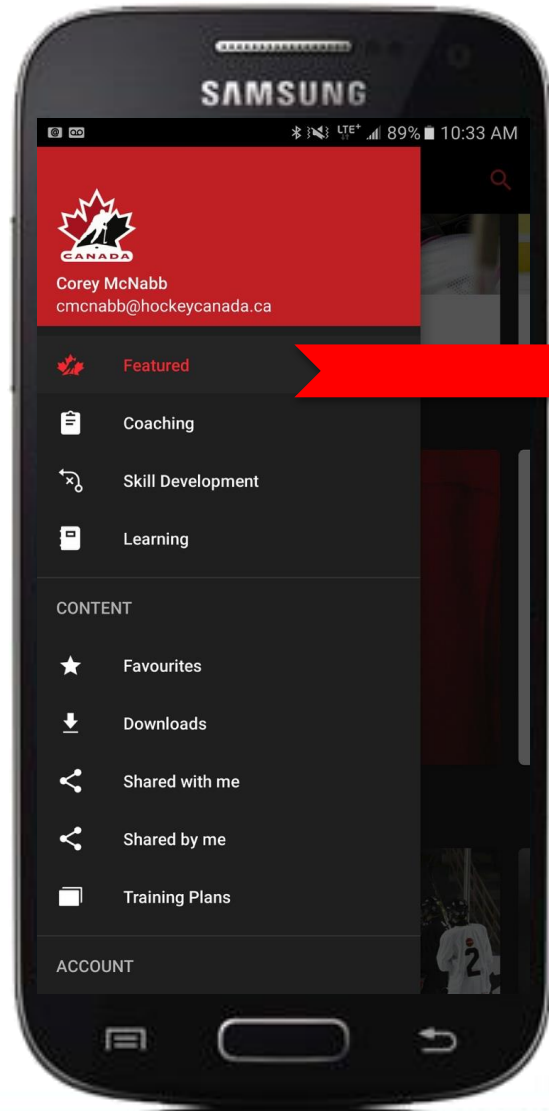 SAMSUNG
LTE+ 89% 10:33 AM
CANADA
Corey McNabb
cmcnabb@hockeycanada.ca
Featured
Coaching
Skill Development
Learning
CONTENT
Favourites
Downloads
Shared with me
Shared by me
Training Plans
2
ACCOUNT